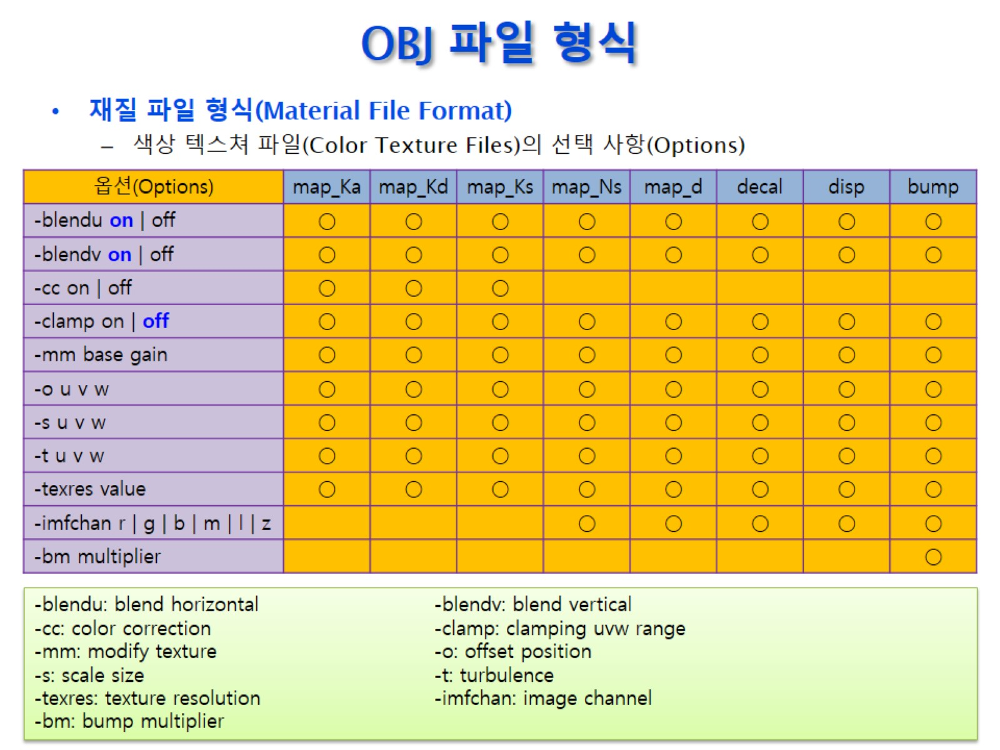 OBJ 파일 형식
• 재질 파일 형식(Material File Format)
– 색상 텍스쳐 파일(Color Texture Files)의 선택 사항(Options)
옵션(Options) map_Ka map_Kd map_Ks map_Ns map_d decal disp bump
-blendu on | off ○ ○ ○ ○ ○ ○ ○ ○
-blendv on | off ○ ○ ○ ○ ○ ○ ○ ○
-cc on | off ○ ○ ○
-clamp on | off ○ ○ ○ ○ ○ ○ ○ ○
-mm base gain ○ ○ ○ ○ ○ ○ ○ ○
-o u v w ○ ○ ○ ○ ○ ○ ○ ○
-s u v w ○ ○ ○ ○ ○ ○ ○ ○
-t u v w ○ ○ ○ ○ ○ ○ ○ ○
-texres value ○ ○ ○ ○ ○ ○ ○ ○
-imfchan r | g | b | m | l | z ○ ○ ○ ○ ○
-bm multiplier ○
-blendu: blend horizontal -blendv: blend vertical
-cc: color correction -clamp: clamping uvw range
-mm: modify texture -o: offset position
-s: scale size -t: turbulence
-texres: texture resolution -imfchan: image channel
-bm: bump multiplier